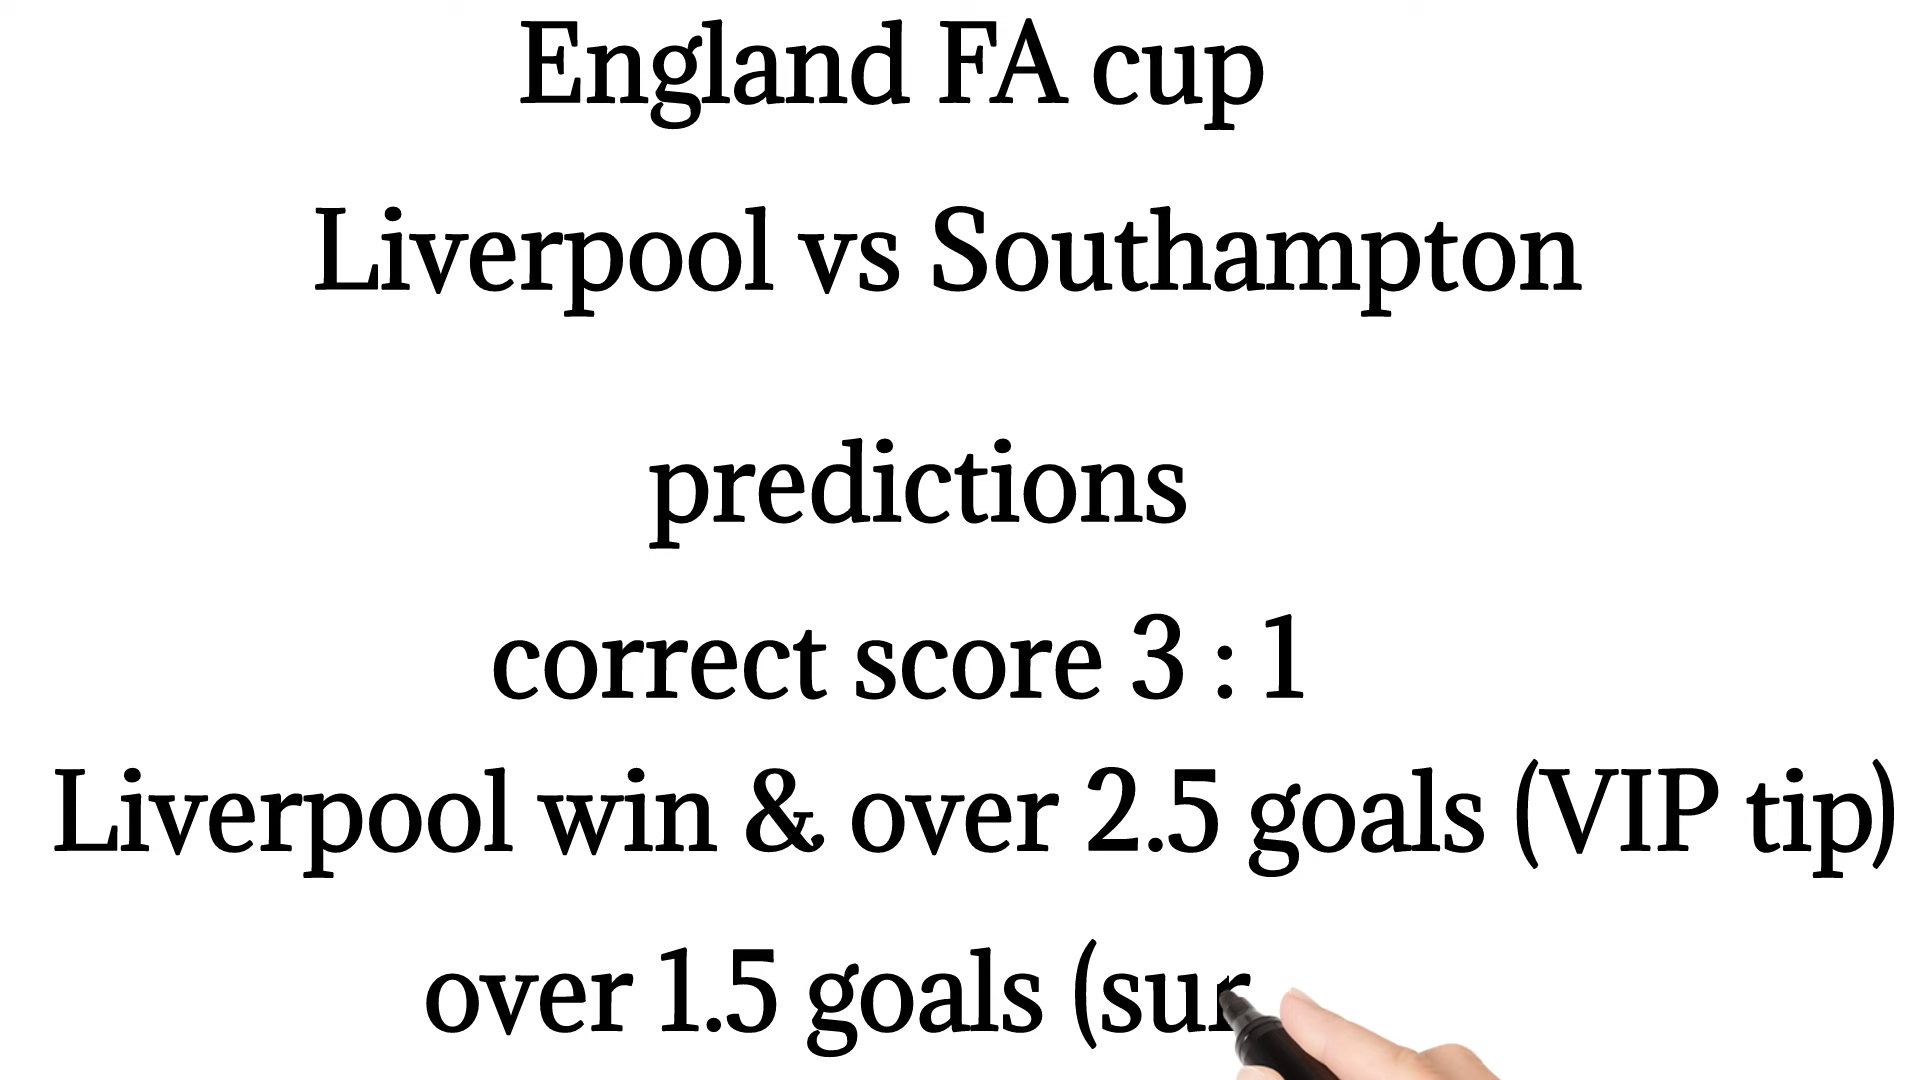 England FA cup
Liverpool vs Southampton
predictions
correct score 3 : 1
Liverpool win & over 2.5 goals (VIP tip)
over 1.5 goals (sur